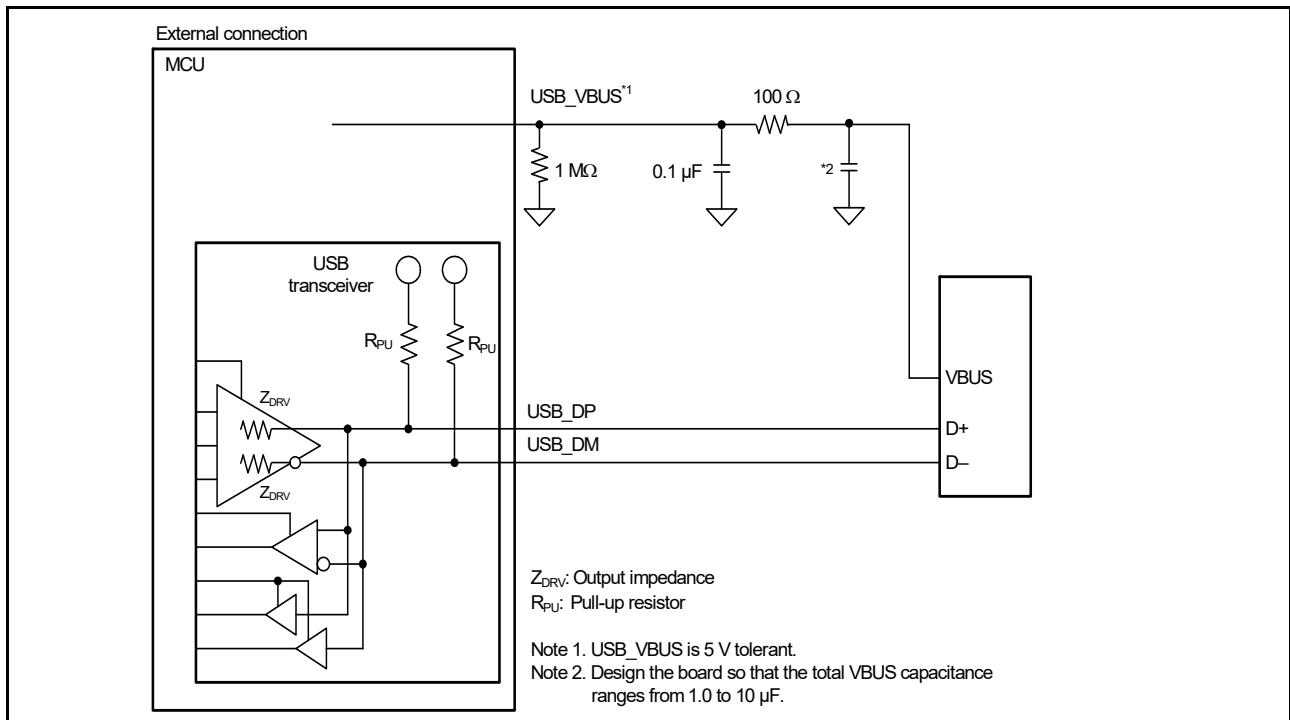 External connection
MCU
USB_VBUS*1
100 Ω
1 MΩ
0.1 µF
*2
USB
transceiver
RPU
RPU
VBUS
ZDRV
USB_DP
D+
USB_DM
D–
ZDRV
ZDRV: Output impedance
RPU: Pull-up resistor
Note 1. USB_VBUS is 5 V tolerant.
Note 2. Design the board so that the total VBUS capacitance
ranges from 1.0 to 10 µF.